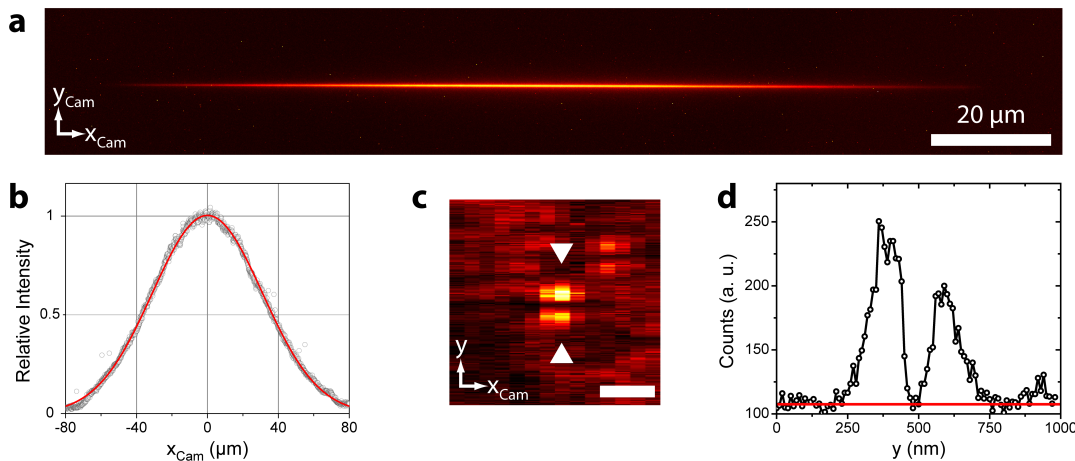 a
y Cam
x Cam
20 μm
b
Relative Intensity
1
0.5
0
-80 -40 0 40 80
x Cam (μm)
c
y
x Cam
d
Counts (a. u.)
250
200
150
100
0 250 500 750 1000
y (nm)